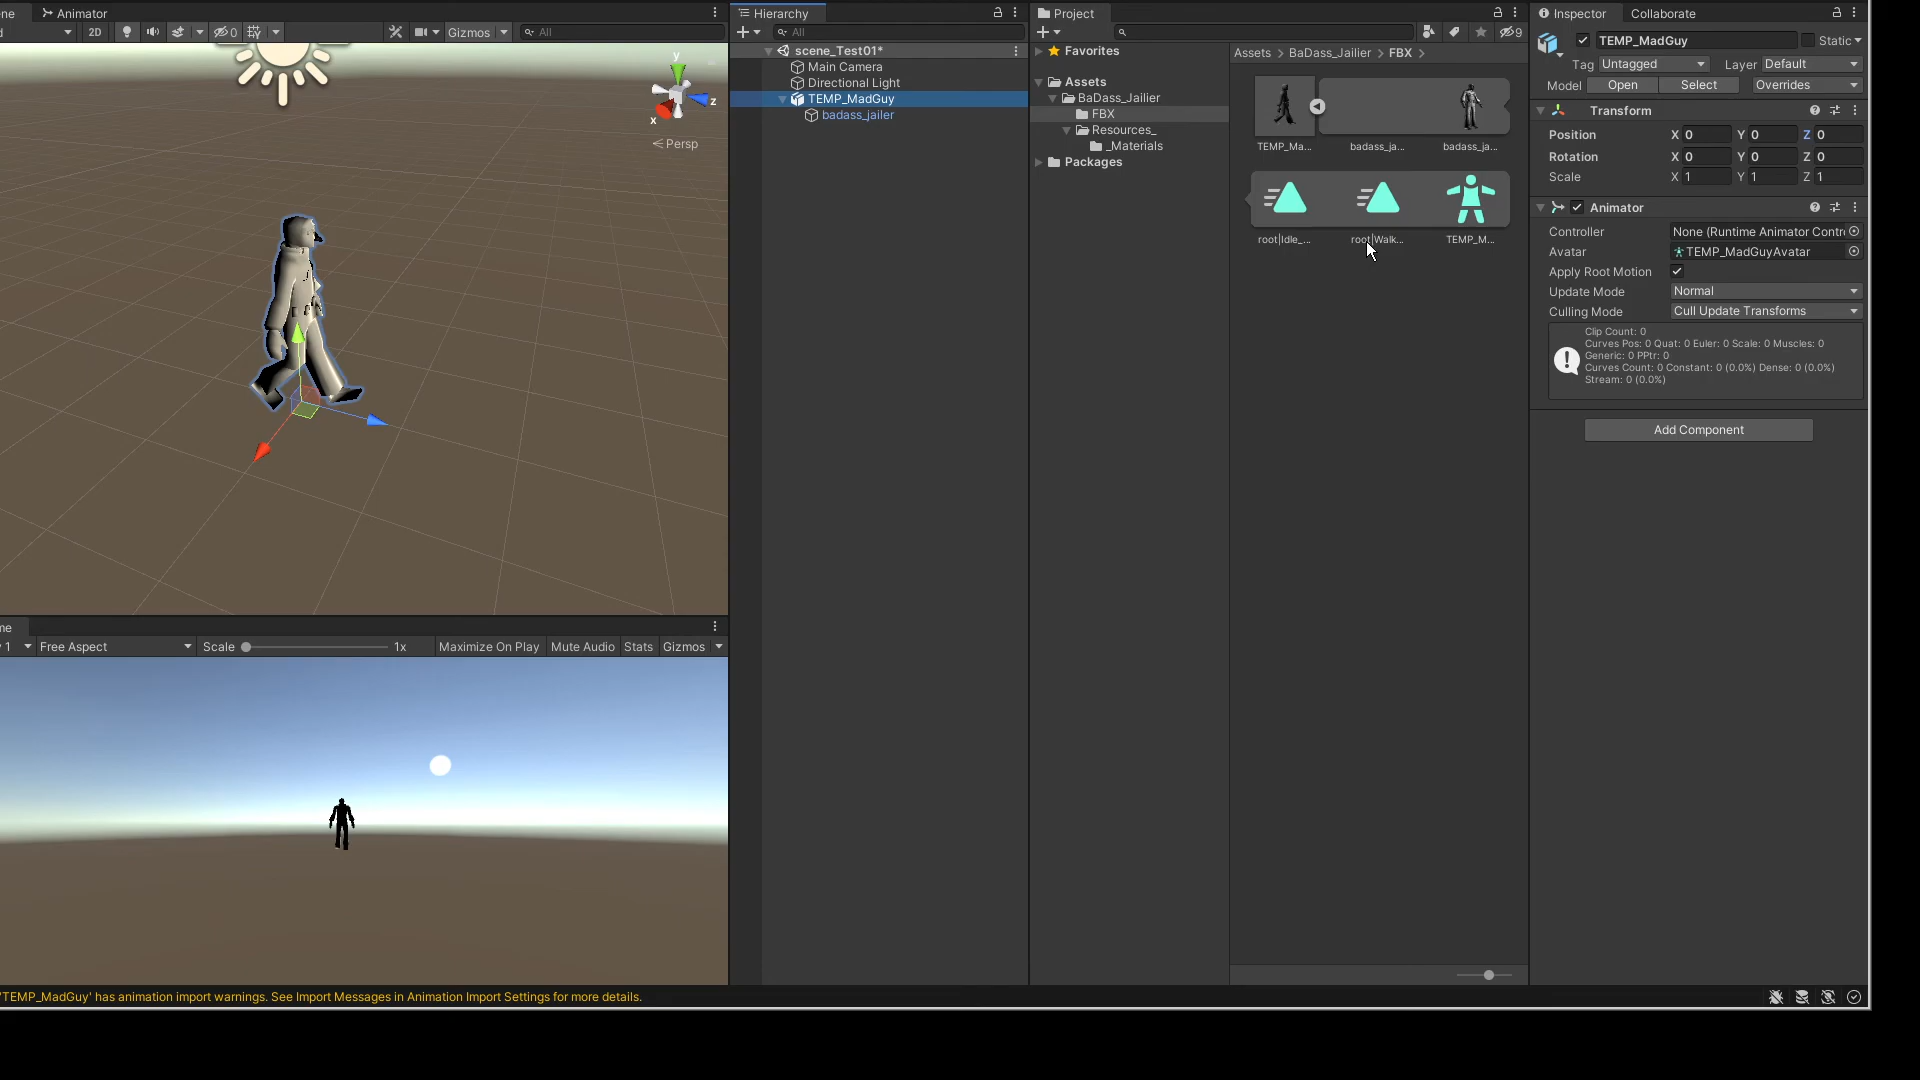 ne
Animator
2D
0
Gizmos
All
y
z
x
Persp
me
1
Free Aspect
Scale
1x
Maximize On Play
Mute Audio
Stats
Gizmos
Hierarchy
All
scene_Test01*
Main Camera
Directional Light
TEMP_MadGuy
badass_jailer
Project
9
Favorites
Assets
BaDass_Jailier
FBX
Resources_
_Materials
Packages
Assets > BaDass_Jailier > FBX >
TEMP_Ma...
badass_ja...
badass_ja...
root|Idle_...
root|Walk...
TEMP_M...
Inspector
Collaborate
TEMP_MadGuy
Static
Tag Untagged
Layer Default
Model Open Select Overrides
Transform
Position X 0 Y 0 Z 0
Rotation X 0 Y 0 Z 0
Scale X 1 Y 1 Z 1
Animator
Controller None (Runtime Animator Contr
Avatar TEMP_MadGuyAvatar
Apply Root Motion
Update Mode Normal
Culling Mode Cull Update Transforms
Clip Count: 0
Curves Pos: 0 Quat: 0 Euler: 0 Scale: 0 Muscles: 0
Generic: 0 PPtr: 0
Curves Count: 0 Constant: 0 (0.0%) Dense: 0 (0.0%)
Stream: 0 (0.0%)
Add Component
'TEMP_MadGuy' has animation import warnings. See Import Messages in Animation Import Settings for more details.